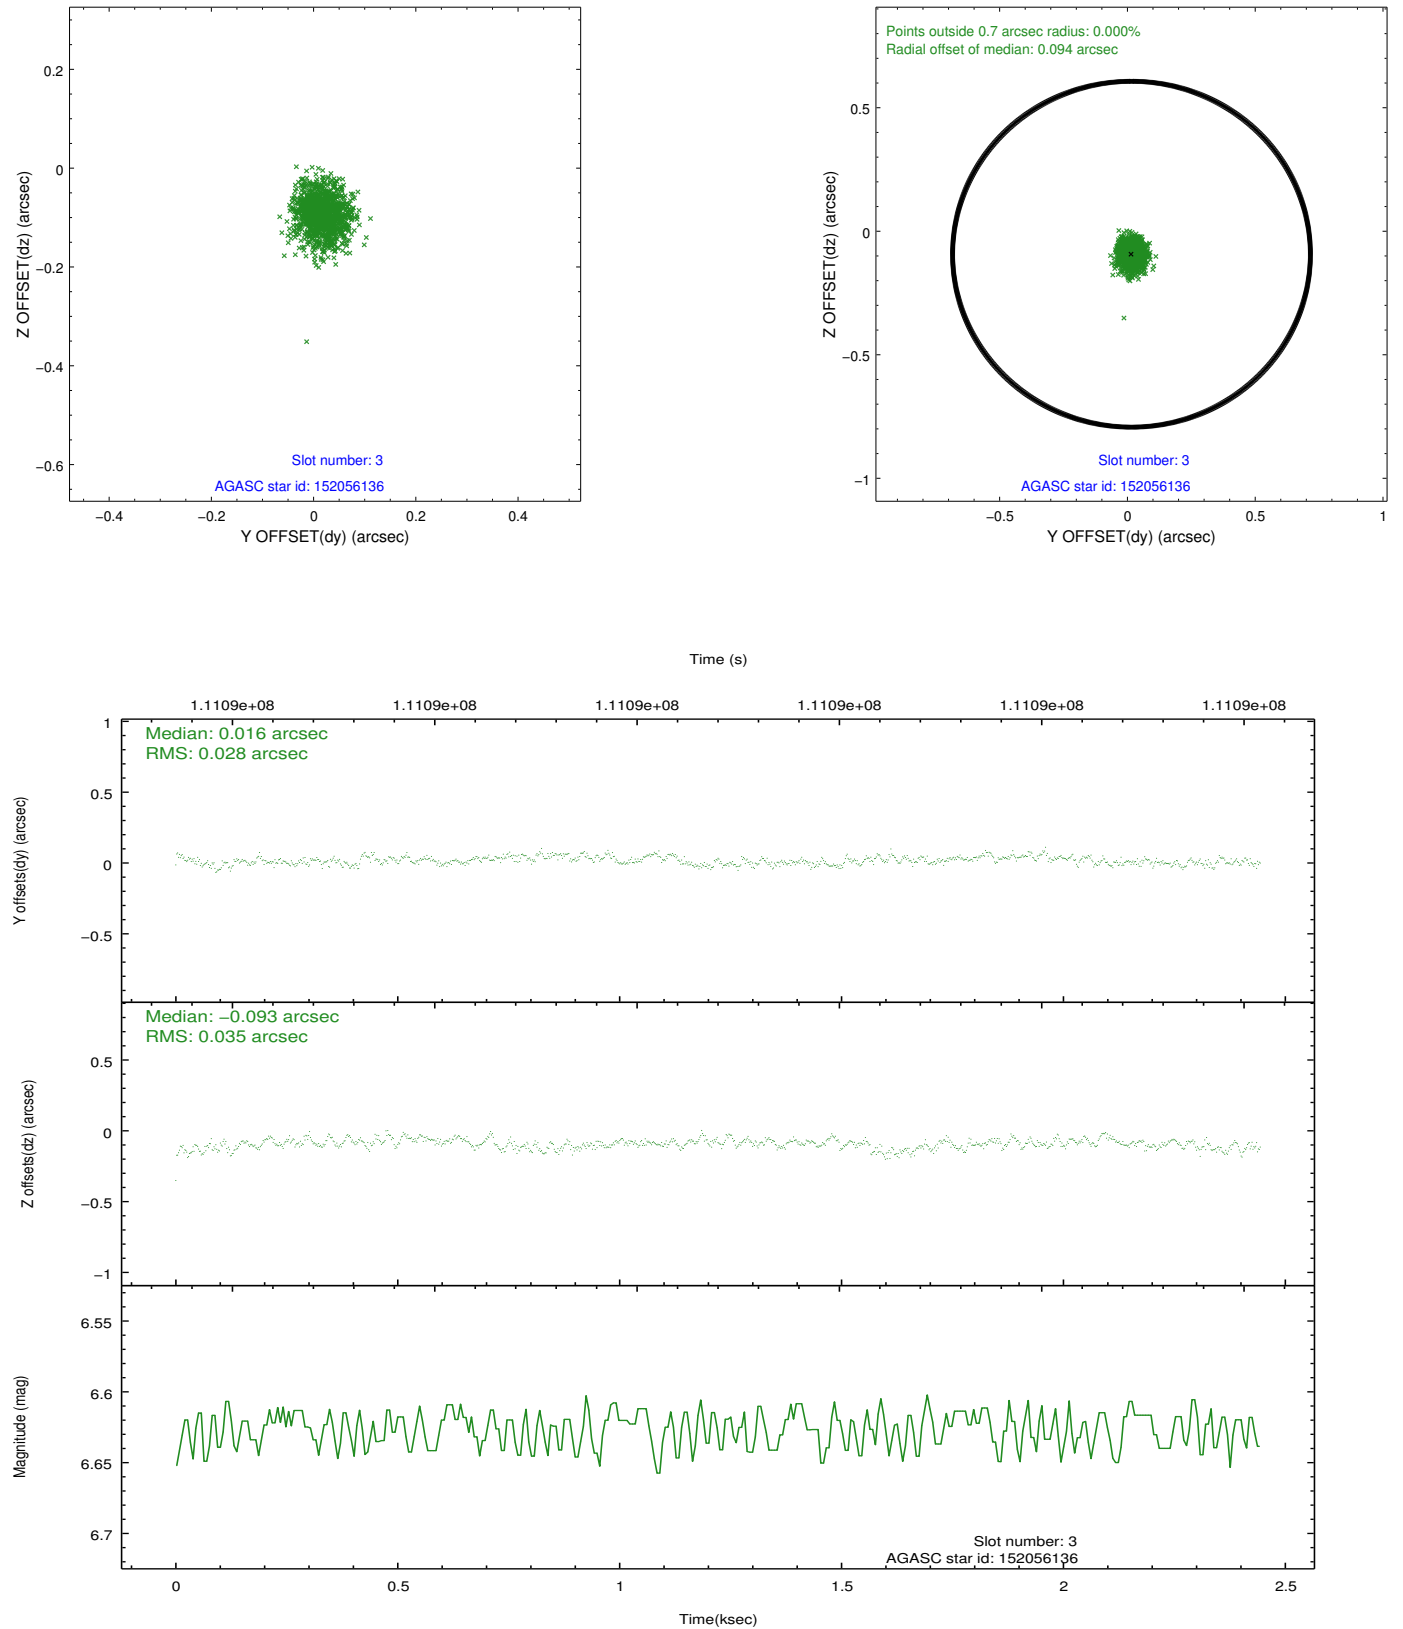 0.2
0
−0.2
−0.4
−0.6
Z OFFSET(dz) (arcsec)
Slot number: 3
AGASC star id: 152056136
−0.4 −0.2 0 0.2 0.4
Y OFFSET(dy) (arcsec)
Points outside 0.7 arcsec radius: 0.000%
Radial offset of median: 0.094 arcsec
0.5
0
−0.5
−1
Z OFFSET(dz) (arcsec)
Slot number: 3
AGASC star id: 152056136
−0.5 0 0.5 1
Y OFFSET(dy) (arcsec)
Time (s)
1.1109e+08 1.1109e+08 1.1109e+08 1.1109e+08 1.1109e+08 1.1109e+08
Median: 0.016 arcsec
RMS: 0.028 arcsec
1
0.5
0
−0.5
Y offsets(dy) (arcsec)
Median: −0.093 arcsec
RMS: 0.035 arcsec
0.5
0
−0.5
−1
Z offsets(dz) (arcsec)
6.55
6.6
6.65
6.7
Magnitude (mag)
Slot number: 3
AGASC star id: 152056136
0 0.5 1 1.5 2 2.5
Time(ksec)